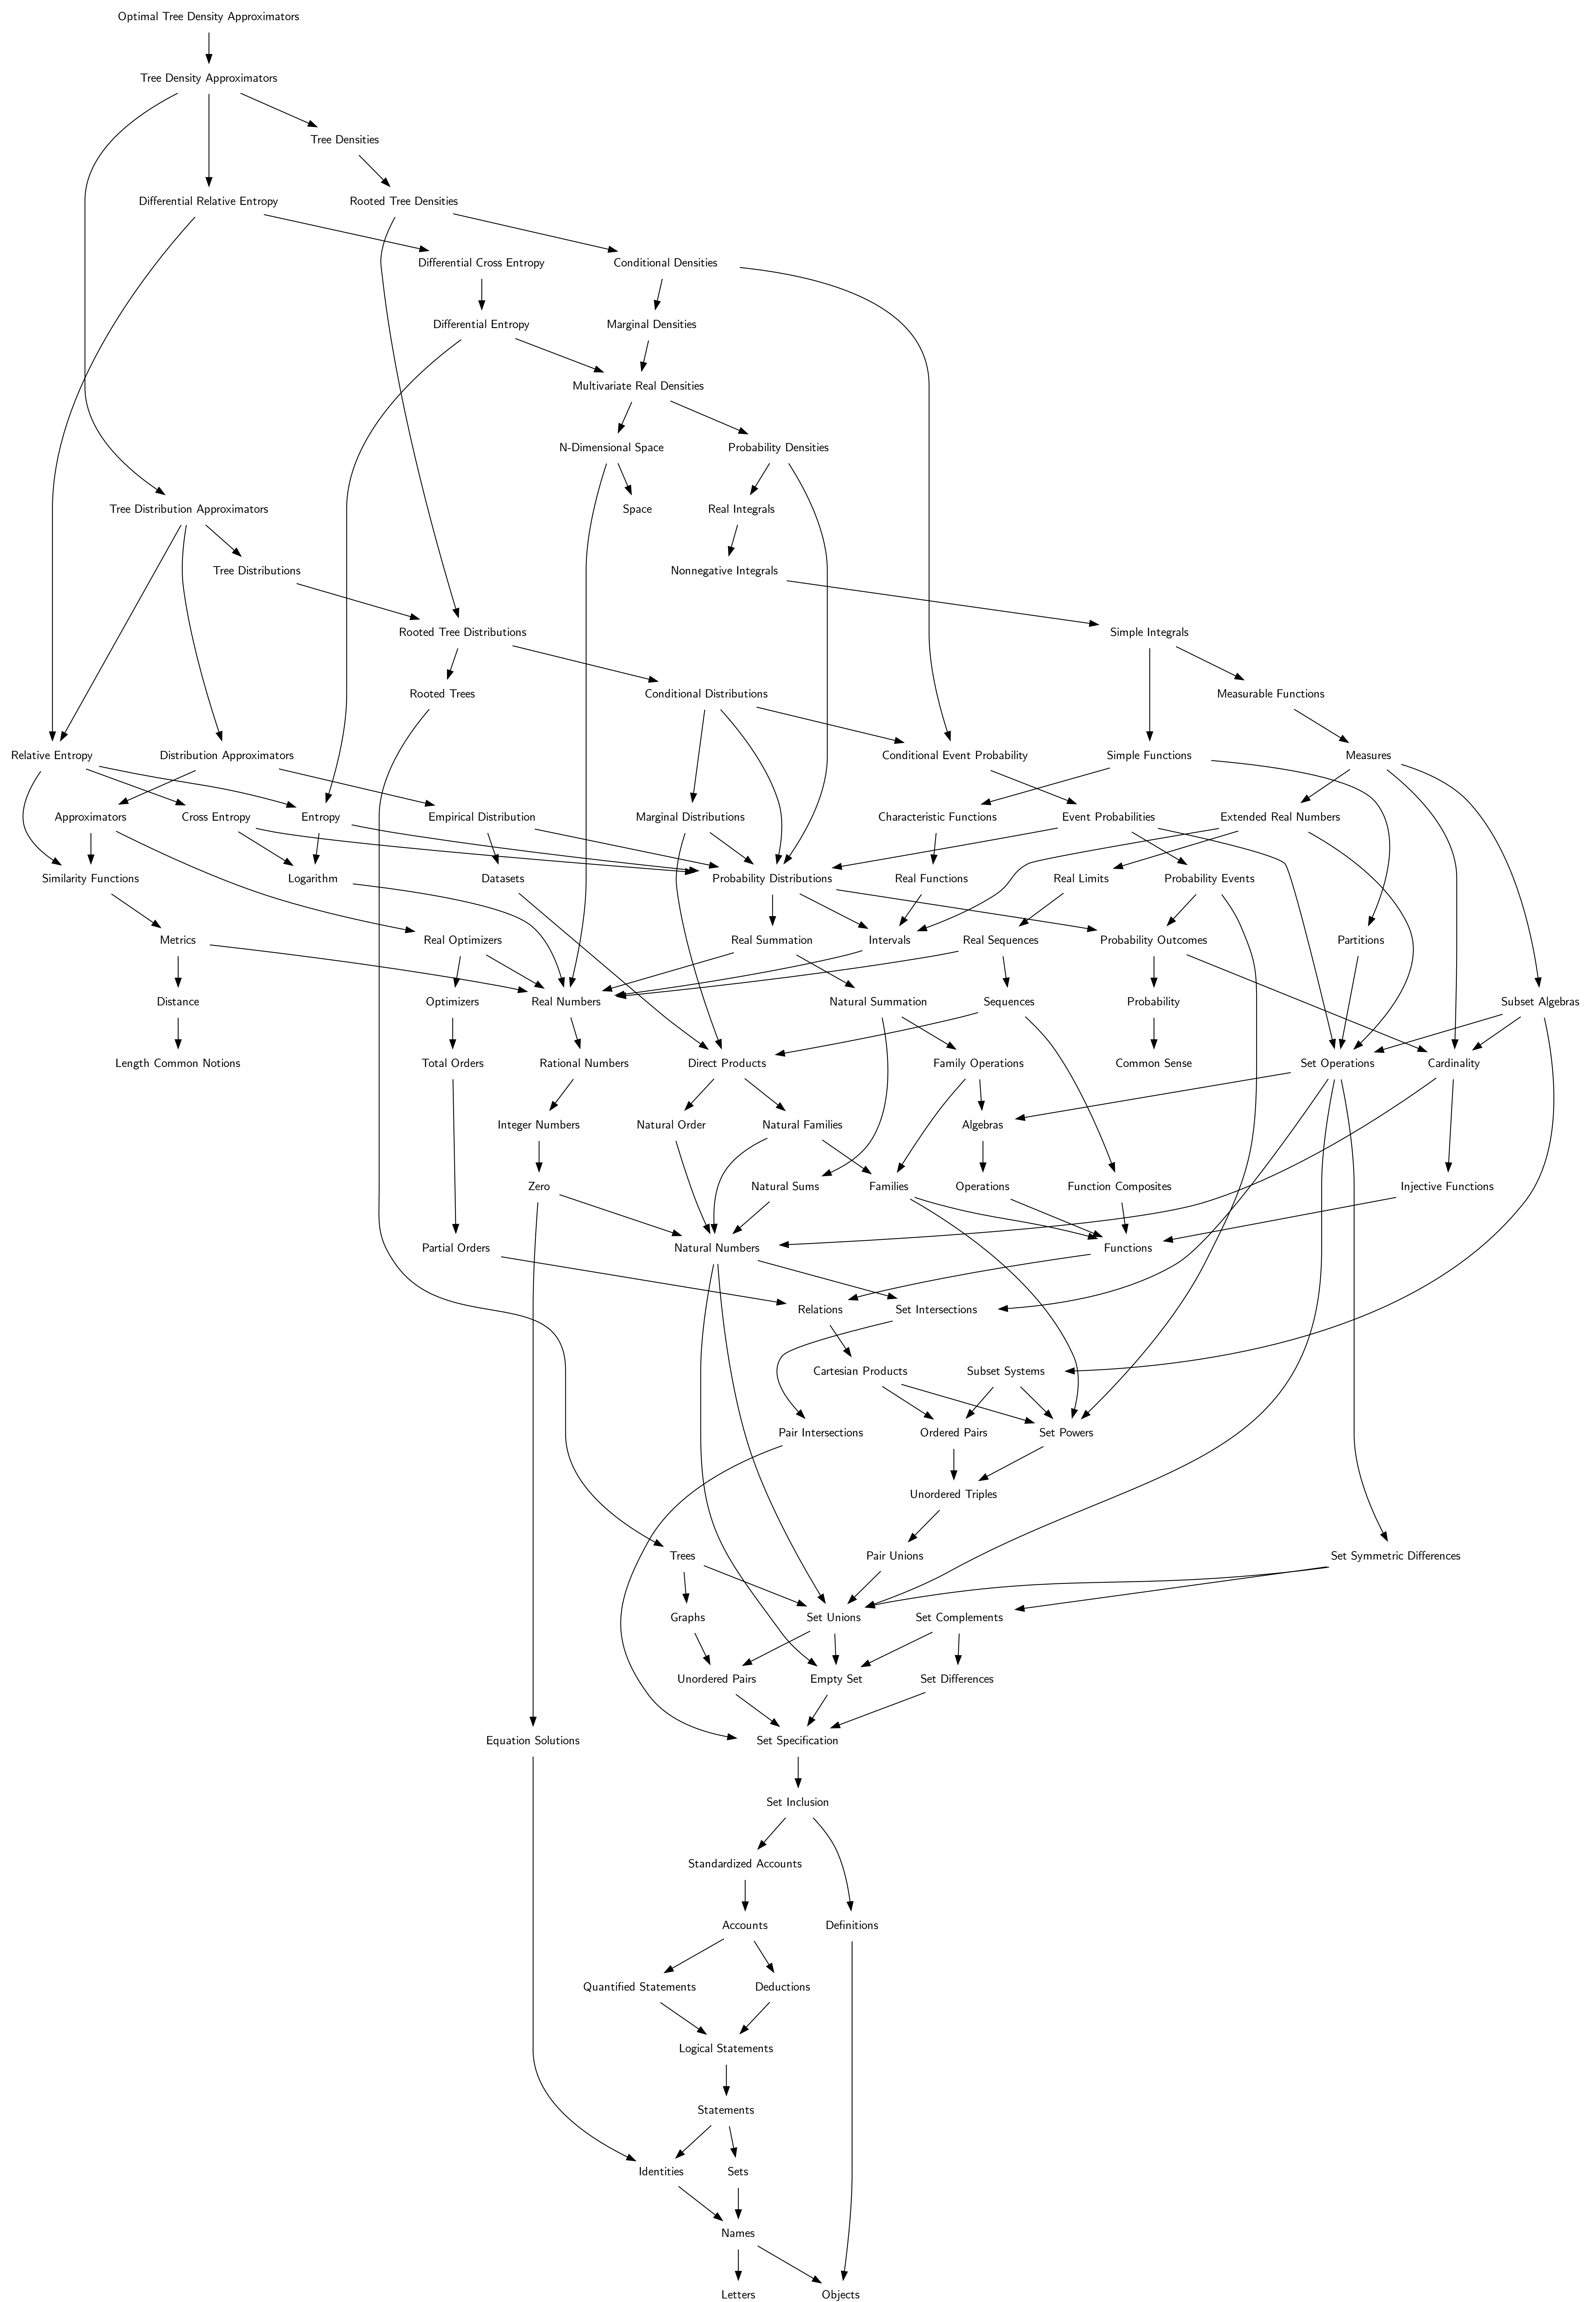 Optimal Tree Density Approximators
Tree Density Approximators
Tree Densities
Differential Relative Entropy
Rooted Tree Densities
Differential Cross Entropy
Conditional Densities
Differential Entropy
Marginal Densities
Multivariate Real Densities
N-Dimensional Space
Probability Densities
Tree Distribution Approximators
Space
Real Integrals
Tree Distributions
Nonnegative Integrals
Rooted Tree Distributions
Simple Integrals
Rooted Trees
Conditional Distributions
Measurable Functions
Relative Entropy
Distribution Approximators
Conditional Event Probability
Simple Functions
Measures
Approximators
Cross Entropy
Entropy
Empirical Distribution
Marginal Distributions
Characteristic Functions
Event Probabilities
Extended Real Numbers
Similarity Functions
Logarithm
Datasets
Probability Distributions
Real Functions
Real Limits
Probability Events
Metrics
Real Optimizers
Real Summation
Intervals
Real Sequences
Probability Outcomes
Partitions
Distance
Optimizers
Real Numbers
Natural Summation
Sequences
Probability
Subset Algebras
Length Common Notions
Total Orders
Rational Numbers
Direct Products
Family Operations
Common Sense
Set Operations
Cardinality
Integer Numbers
Natural Order
Natural Families
Algebras
Zero
Natural Sums
Families
Operations
Function Composites
Injective Functions
Partial Orders
Natural Numbers
Functions
Relations
Set Intersections
Cartesian Products
Subset Systems
Pair Intersections
Ordered Pairs
Set Powers
Unordered Triples
Trees
Pair Unions
Set Symmetric Differences
Graphs
Set Unions
Set Complements
Unordered Pairs
Empty Set
Set Differences
Equation Solutions
Set Specification
Set Inclusion
Standardized Accounts
Accounts
Definitions
Quantified Statements
Deductions
Logical Statements
Statements
Identities
Sets
Names
Letters
Objects